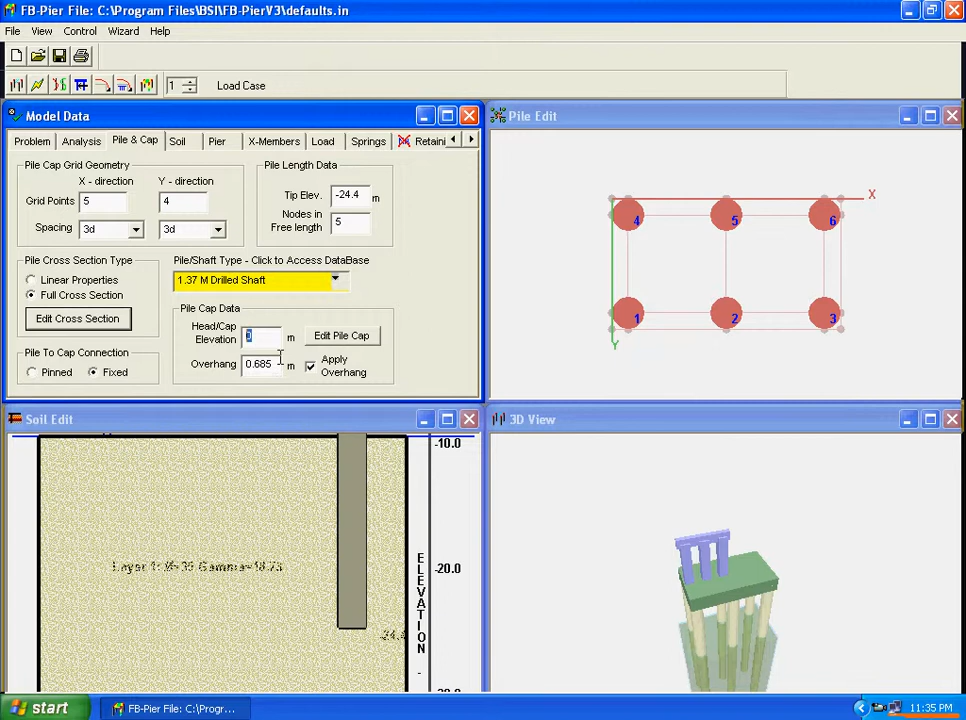 FB-Pier File: C:\Program Files\BSI\FB-PierV3\defaults.in
File View Control Wizard Help
1 Load Case
Model Data
Problem Analysis Pile & Cap Soil Pier X-Members Load Springs Retaini
Pile Cap Grid Geometry
X - direction Y - direction
Grid Points 5 4
Spacing 3d 3d
Pile Length Data
Tip Elev. -24.4 m
Nodes in
Free length 5
Pile Cross Section Type
Linear Properties
Full Cross Section
Edit Cross Section
Pile/Shaft Type - Click to Access DataBase
1.37 M Drilled Shaft
Pile Cap Data
Head/Cap
Elevation 0 m
Edit Pile Cap
Overhang 0.685 m
Apply
Overhang
Pile To Cap Connection
Pinned Fixed
Pile Edit
X
4 5 6
1 2 3
Y
Soil Edit
-10.0
-20.0
ELEVATION -
3D View
start
FB-Pier File: C:\Progr...
11:35 PM